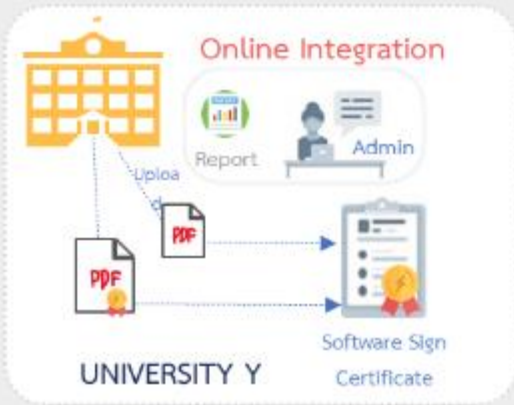 Online Integration
Report
Admin
Uploa
d
PDF
PDF
Software Sign
Certificate
UNIVERSITY Y